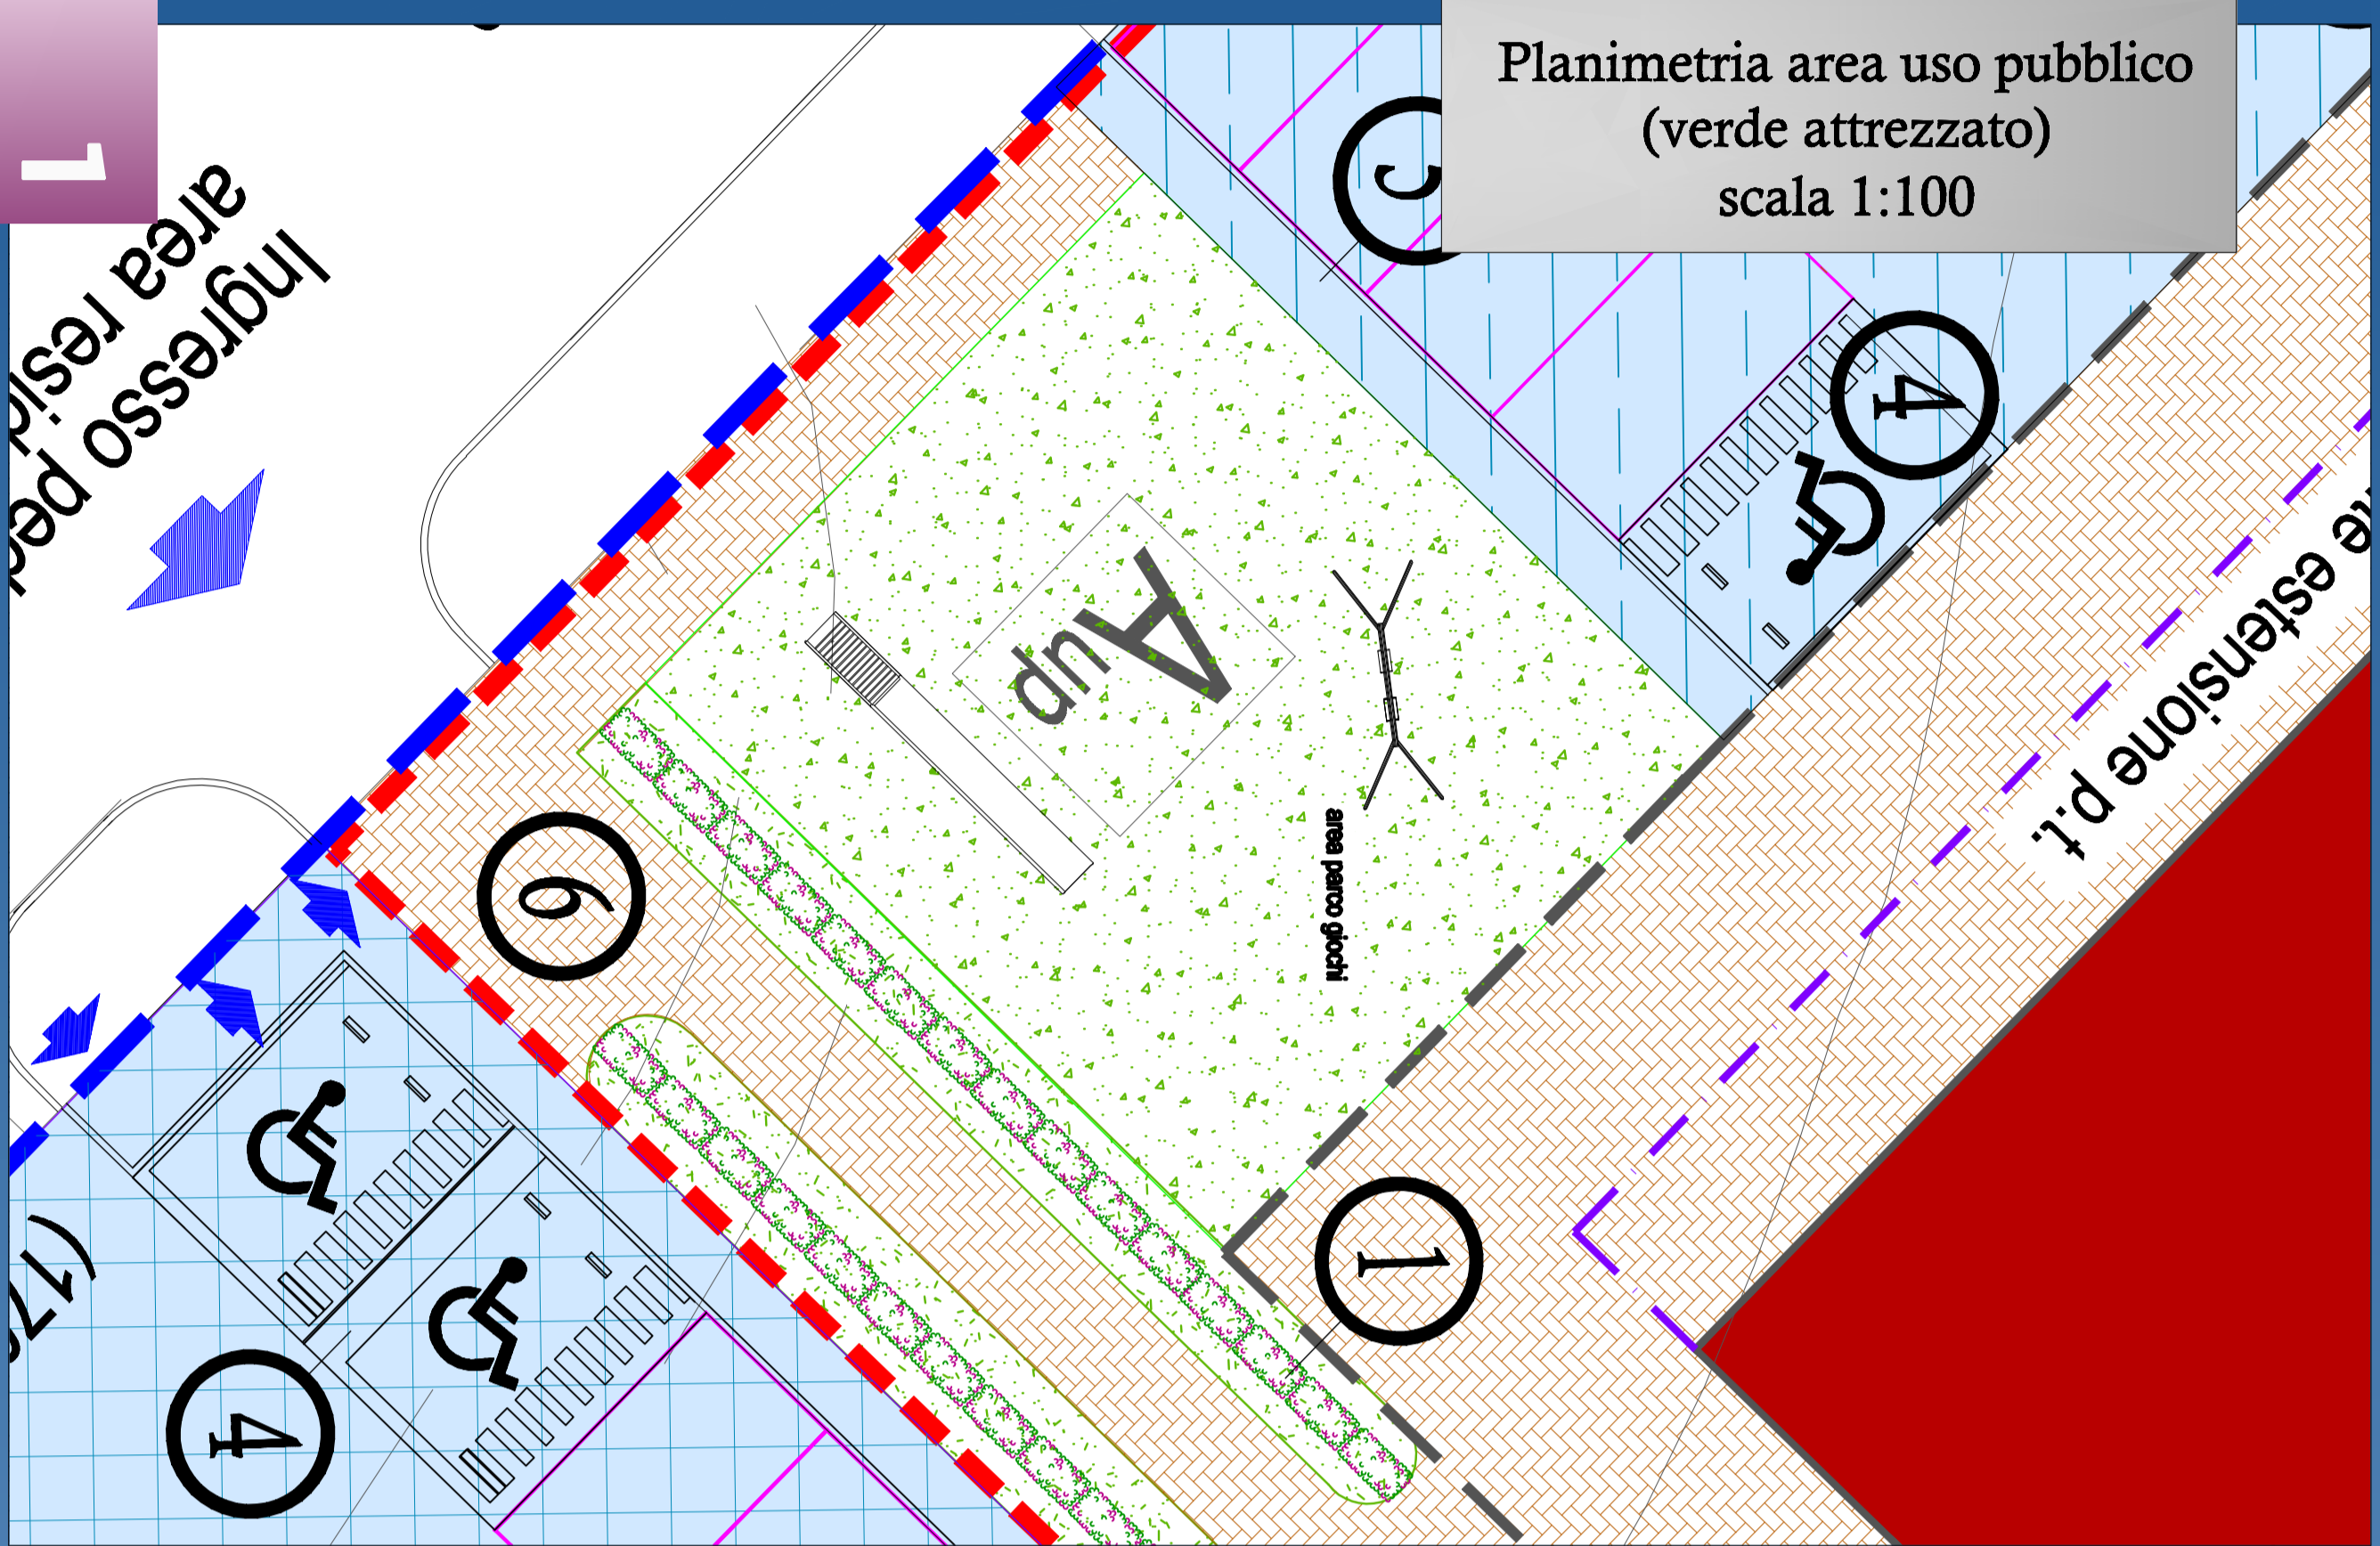 1
Planimetria area uso pubblico
(verde attrezzato)
scala 1:100
Ingresso ped
area resid
4
Aup
area parco giochi
6
1
4
estensione p.t.